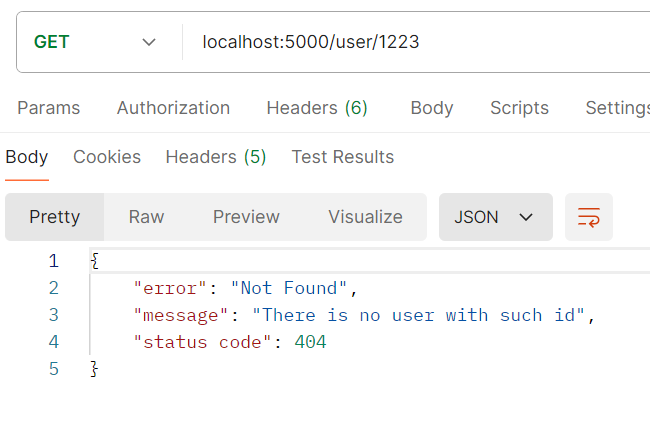 GET localhost:5000/user/1223
Params Authorization Headers (6) Body Scripts Settings
Body Cookies Headers (5) Test Results
Pretty Raw Preview Visualize JSON
1 {
2 "error": "Not Found",
3 "message": "There is no user with such id",
4 "status code": 404
5 }